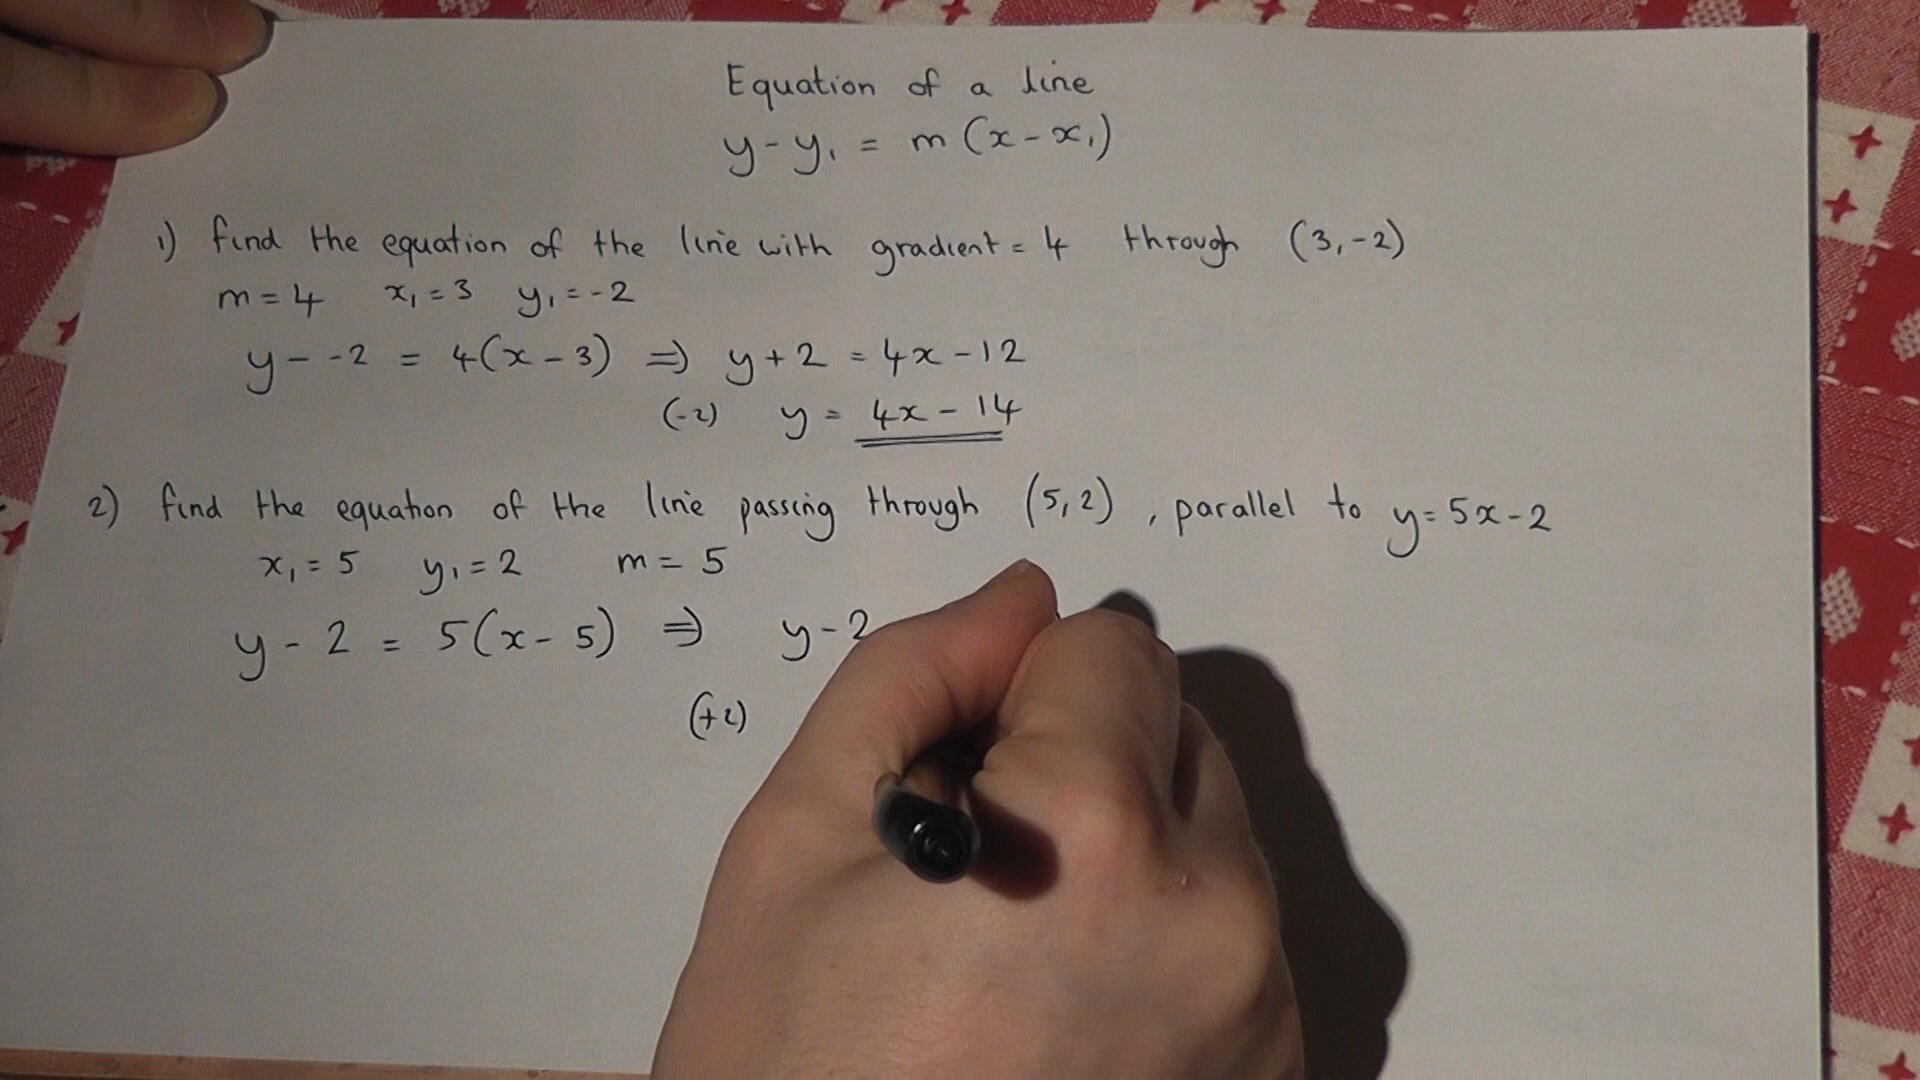 Equation of a line
y - y₁ = m (x - x₁)
1) find the equation of the line with gradient = 4 through (3, -2)
m = 4 x₁ = 3 y₁ = -2
y - -2 = 4(x - 3) ⇒ y + 2 = 4x - 12
(-2) y = 4x - 14
2) find the equation of the line passing through (5, 2) , parallel to y = 5x - 2
x₁ = 5 y₁ = 2 m = 5
y - 2 = 5(x - 5) ⇒ y - 2
(+2)